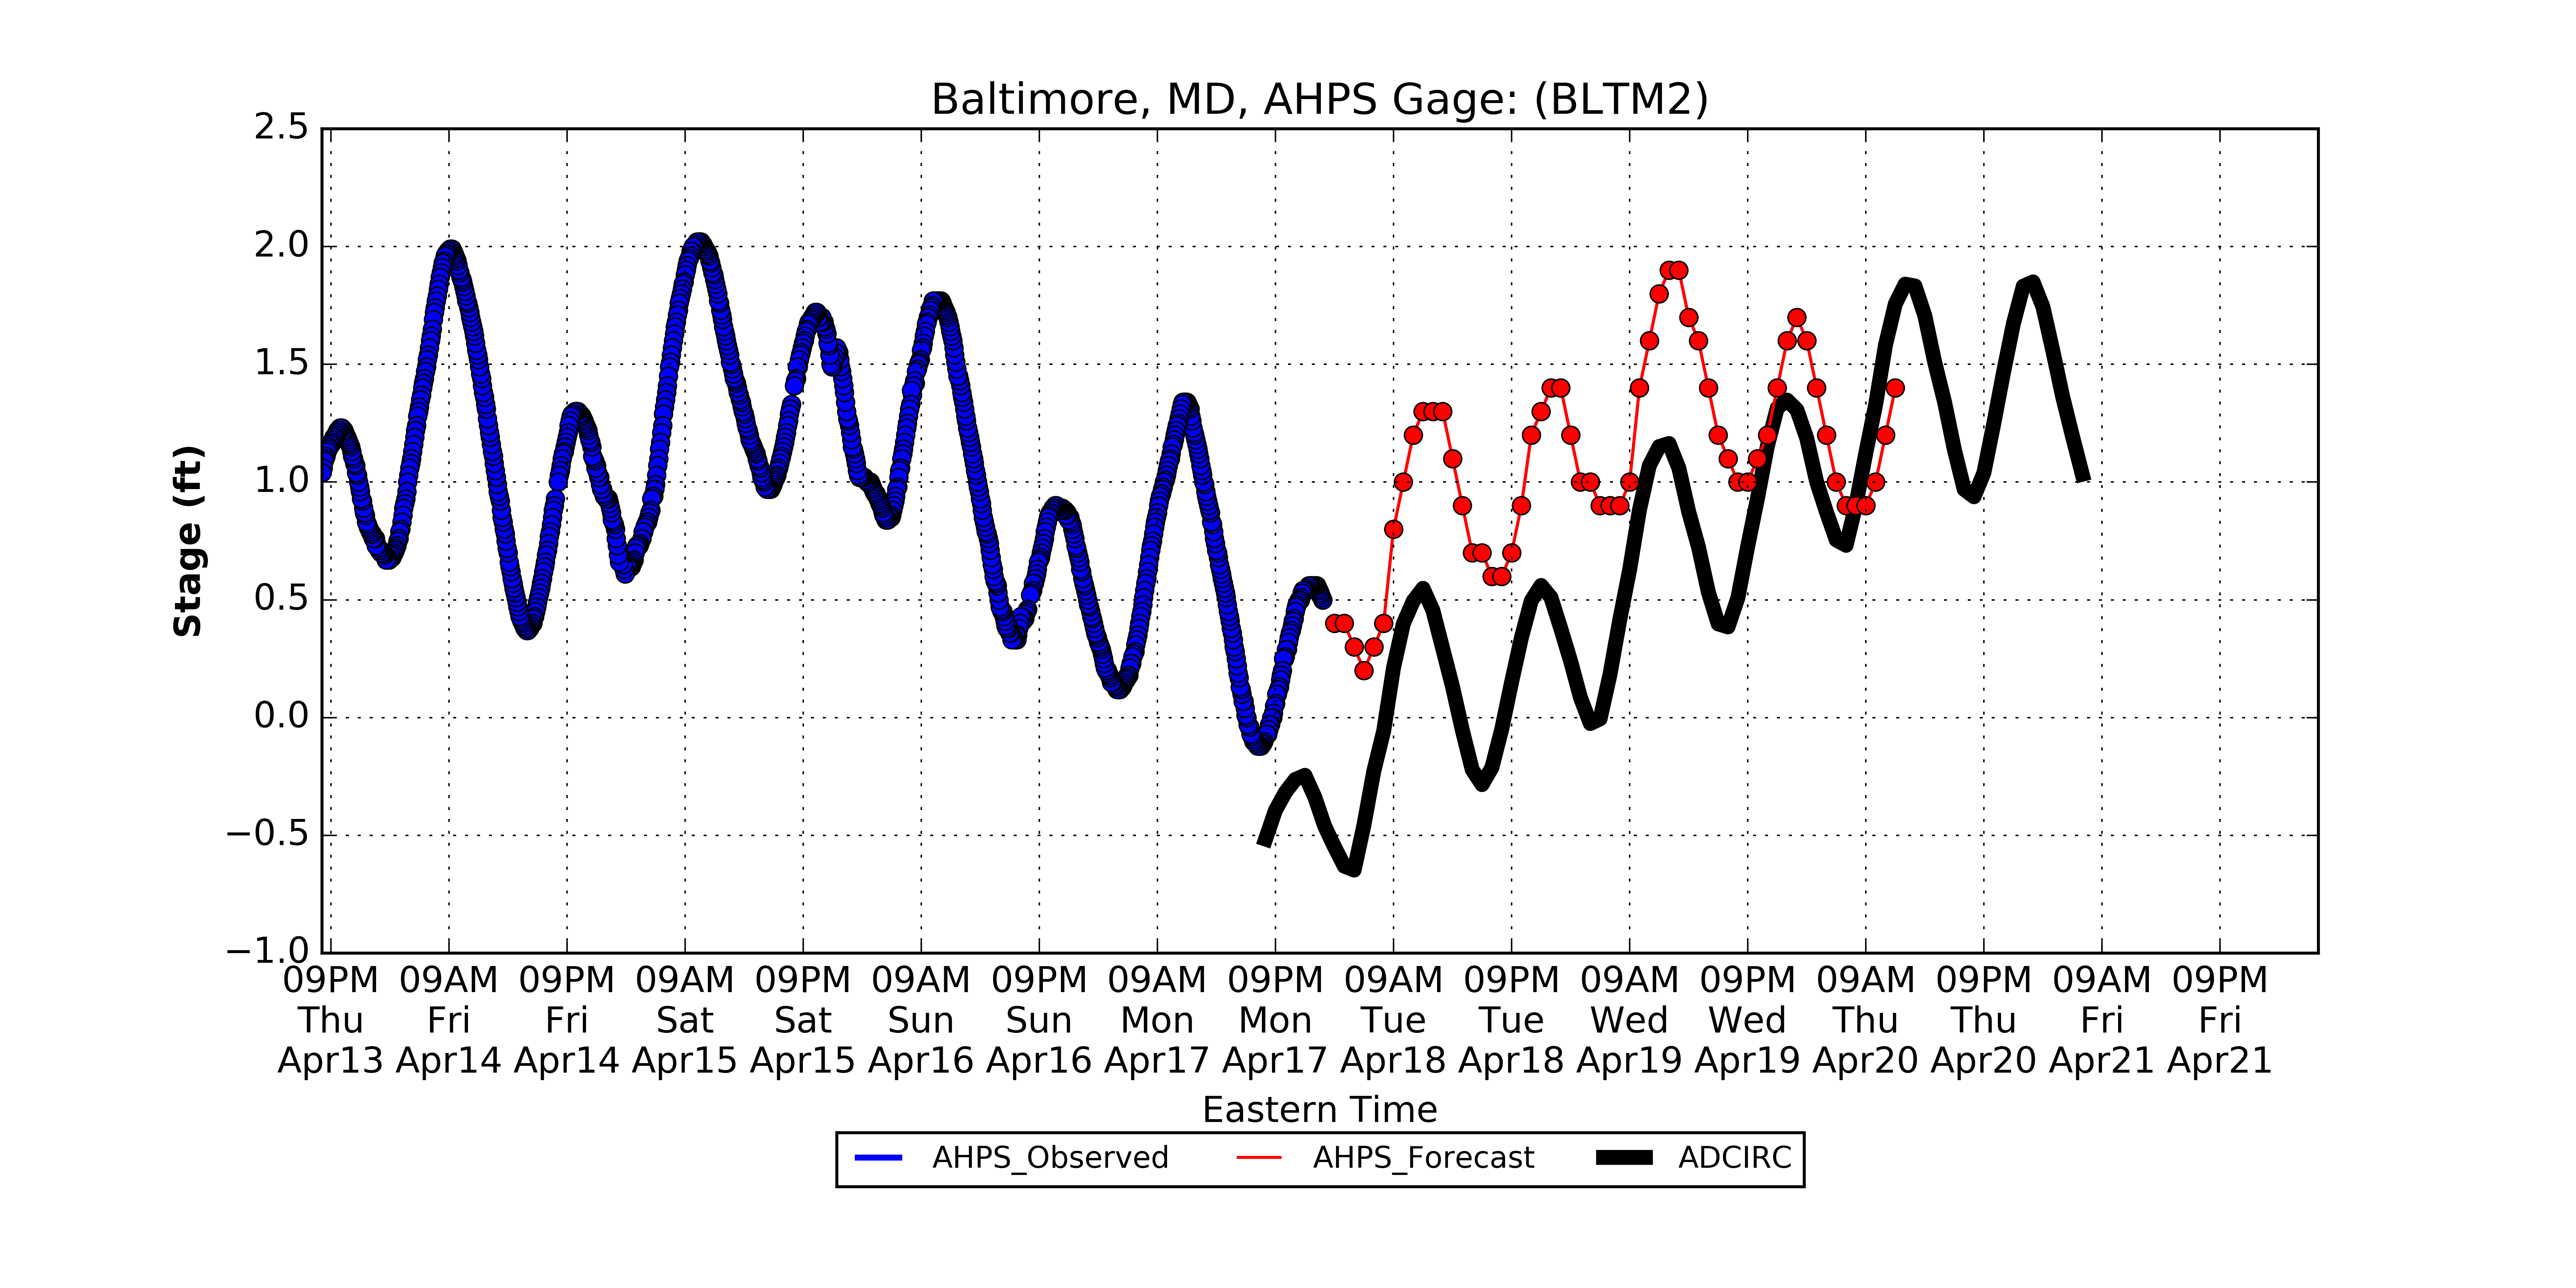 Baltimore, MD, AHPS Gage: (BLTM2)
2.5
2.0
1.5
1.0
0.5
0.0
−0.5
−1.0
Stage (ft)
09PM 09AM 09PM 09AM 09PM 09AM 09PM 09AM 09PM 09AM 09PM 09AM 09PM 09AM 09PM 09AM 09PM
Thu Fri Fri Sat Sat Sun Sun Mon Mon Tue Tue Wed Wed Thu Thu Fri Fri
Apr13 Apr14 Apr14 Apr15 Apr15 Apr16 Apr16 Apr17 Apr17 Apr18 Apr18 Apr19 Apr19 Apr20 Apr20 Apr21 Apr21
Eastern Time
AHPS_Observed AHPS_Forecast ADCIRC